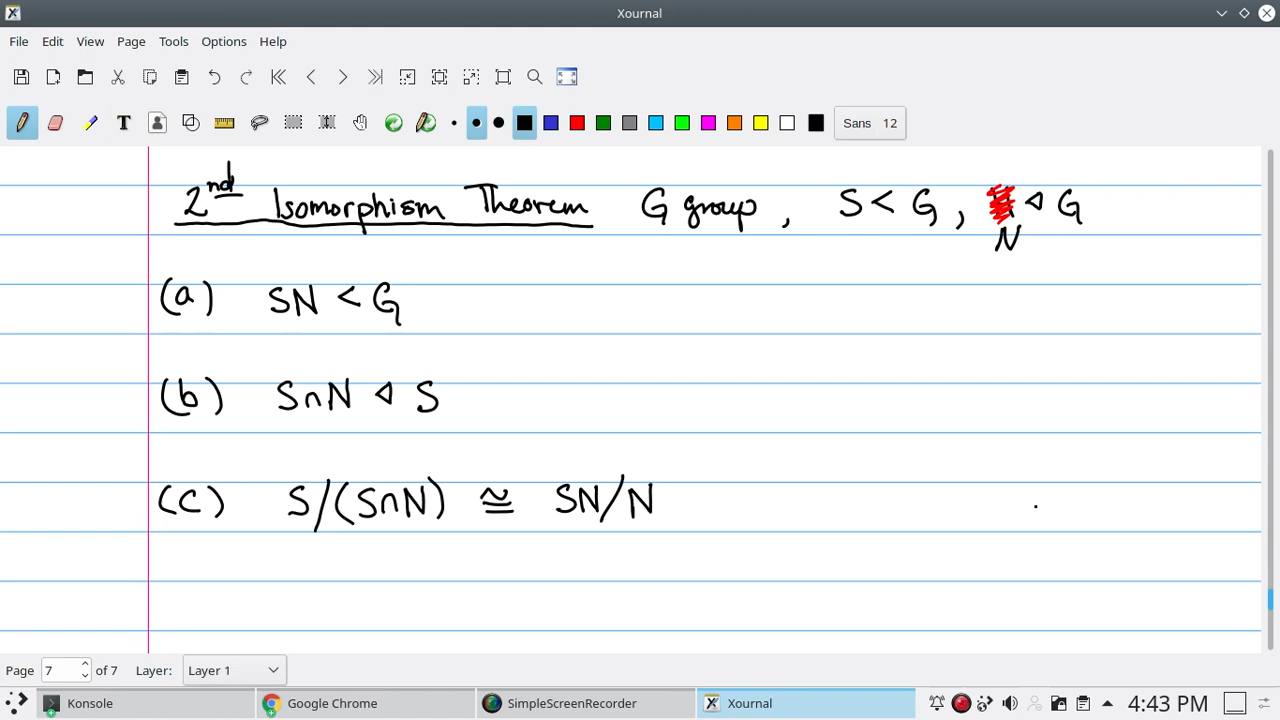 Xournal
File Edit View Page Tools Options Help
Sans 12
2nd Isomorphism Theorem G group, S < G, ⊲ G
N
(a) SN < G
(b) S∩N ⊲ S
(c) S/(S∩N) ≅ SN/N
Page 7 of 7 Layer: Layer 1
Konsole Google Chrome SimpleScreenRecorder Xournal 4:43 PM